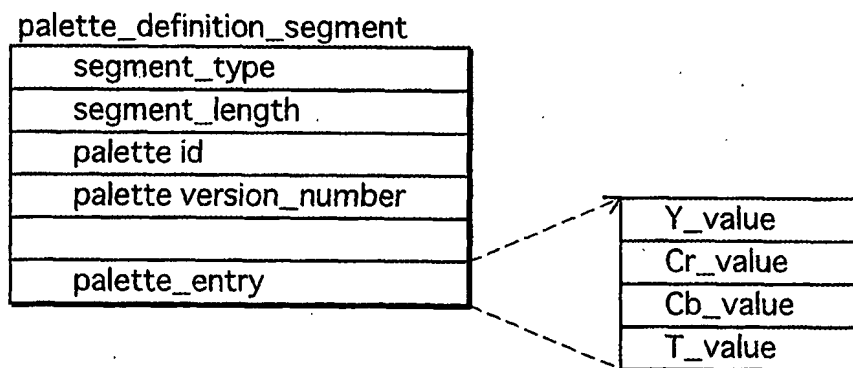 palette_definition_segment
segment_type
segment_length
palette id
palette version_number
palette_entry
Y_value
Cr_value
Cb_value
T_value